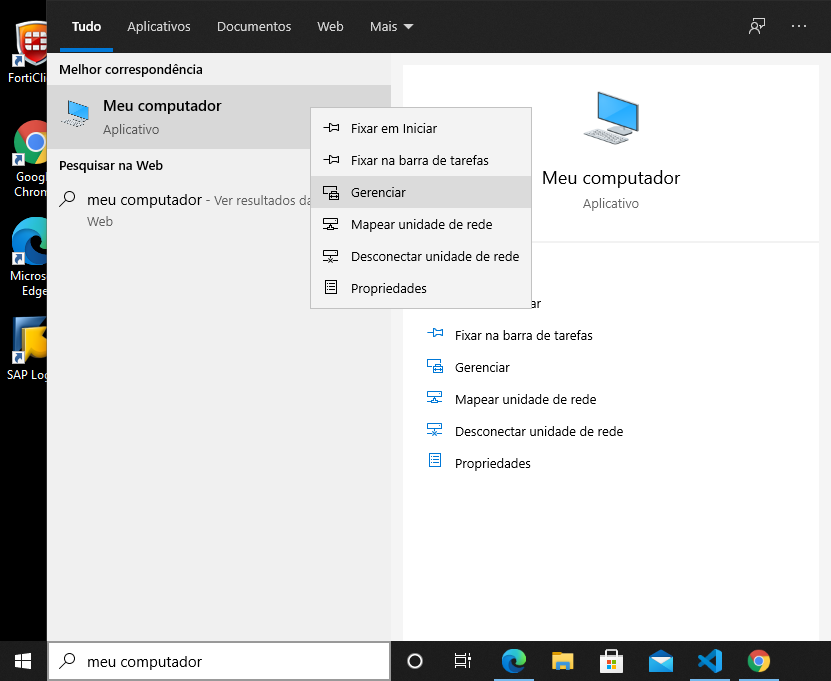 Tudo
Aplicativos
Documentos
Web
Mais
FortiCli
Goog
Chrom
Micros
Edge
SAP Log
Melhor correspondência
Meu computador
Aplicativo
Pesquisar na Web
meu computador - Ver resultados da
Web
Fixar em Iniciar
Fixar na barra de tarefas
Gerenciar
Mapear unidade de rede
Desconectar unidade de rede
Propriedades
Meu computador
Aplicativo
ar
Fixar na barra de tarefas
Gerenciar
Mapear unidade de rede
Desconectar unidade de rede
Propriedades
meu computador